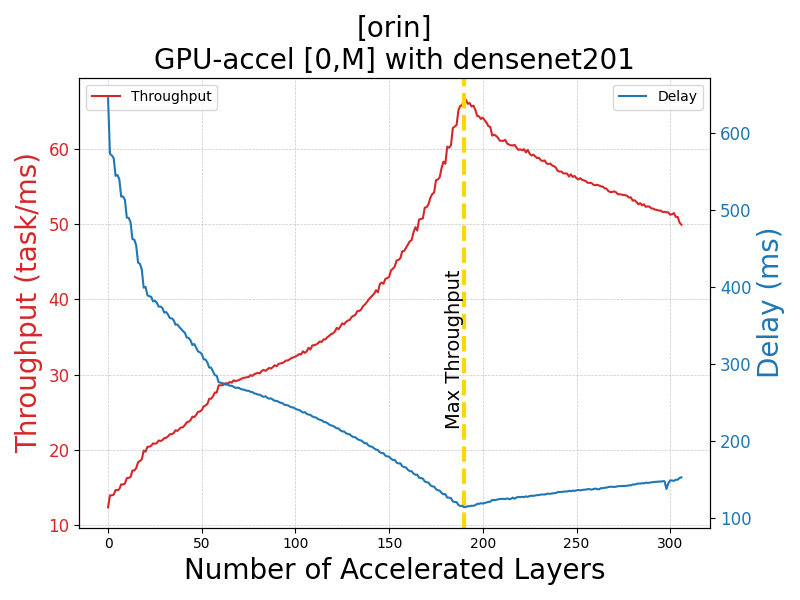 [orin]
GPU-accel [0,M] with densenet201
Throughput
Delay
Throughput (task/ms)
60
50
40
30
20
10
Max Throughput
600
500
400
300
200
100
Delay (ms)
0
50
100
150
200
250
300
Number of Accelerated Layers